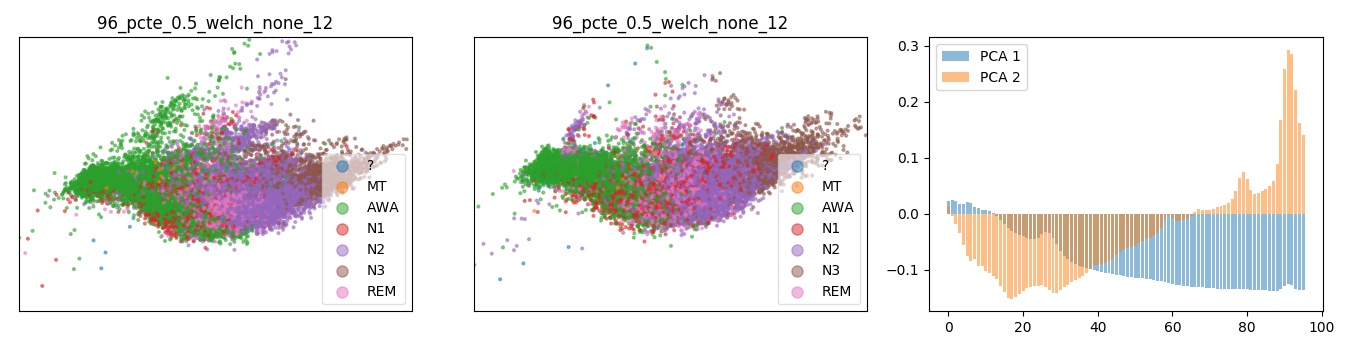 96_pcte_0.5_welch_none_12
?
MT
AWA
N1
N2
N3
REM
96_pcte_0.5_welch_none_12
?
MT
AWA
N1
N2
N3
REM
PCA 1
PCA 2
0.3
0.2
0.1
0.0
−0.1
0 20 40 60 80 100